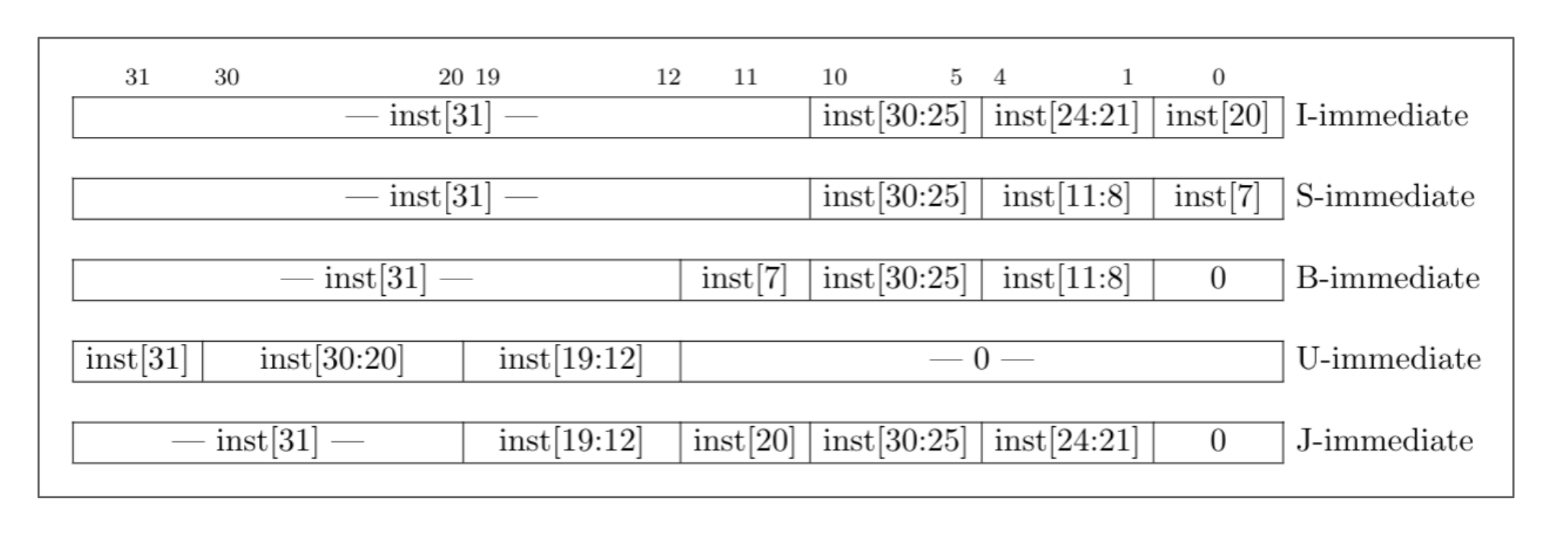 31 30 20 19 12 11 10 5 4 1 0
— inst[31] — inst[30:25] inst[24:21] inst[20] I-immediate
— inst[31] — inst[30:25] inst[11:8] inst[7] S-immediate
— inst[31] — inst[7] inst[30:25] inst[11:8] 0 B-immediate
inst[31] inst[30:20] inst[19:12] — 0 — U-immediate
— inst[31] — inst[19:12] inst[20] inst[30:25] inst[24:21] 0 J-immediate